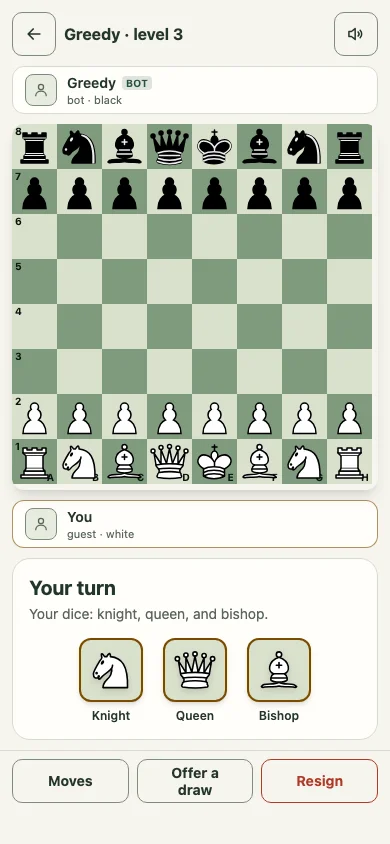 Greedy · level 3
Greedy BOT
bot · black
8
7
6
5
4
3
2
1
A B C D E F G H
You
guest · white
Your turn
Your dice: knight, queen, and bishop.
Knight Queen Bishop
Moves
Offer a
draw
Resign